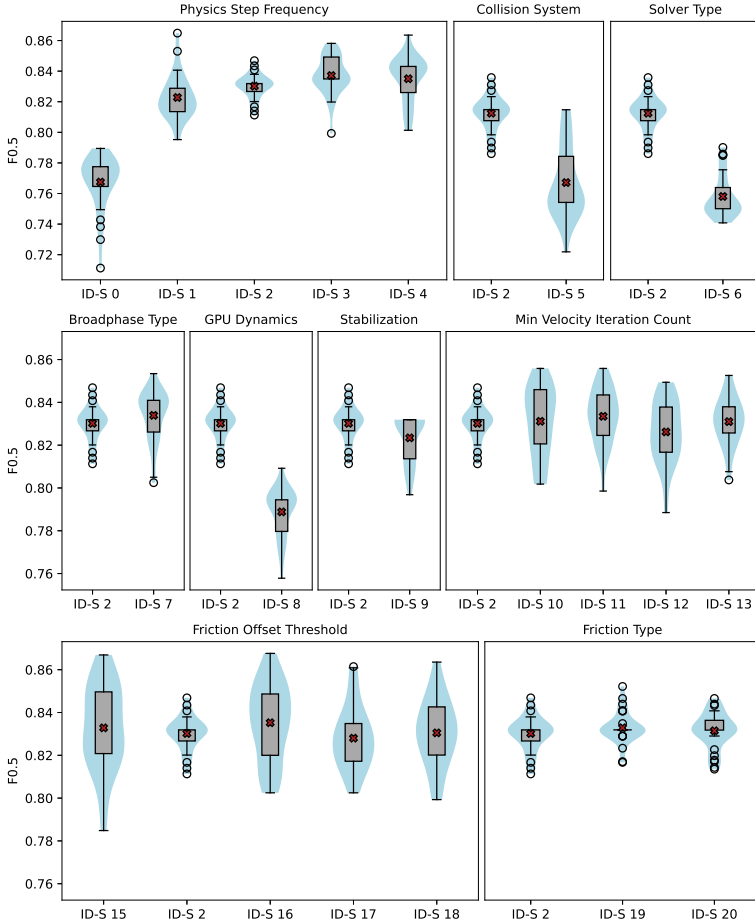 Physics Step Frequency
Collision System
Solver Type
0.86
0.84
0.82
0.80
0.78
0.76
0.74
0.72
F0.5
ID-S 0 ID-S 1 ID-S 2 ID-S 3 ID-S 4
ID-S 2 ID-S 5
ID-S 2 ID-S 6
Broadphase Type
GPU Dynamics
Stabilization
Min Velocity Iteration Count
0.86
0.84
0.82
0.80
0.78
0.76
F0.5
ID-S 2 ID-S 7
ID-S 2 ID-S 8
ID-S 2 ID-S 9
ID-S 2 ID-S 10 ID-S 11 ID-S 12 ID-S 13
Friction Offset Threshold
Friction Type
0.86
0.84
0.82
0.80
0.78
0.76
F0.5
ID-S 15 ID-S 2 ID-S 16 ID-S 17 ID-S 18
ID-S 2 ID-S 19 ID-S 20